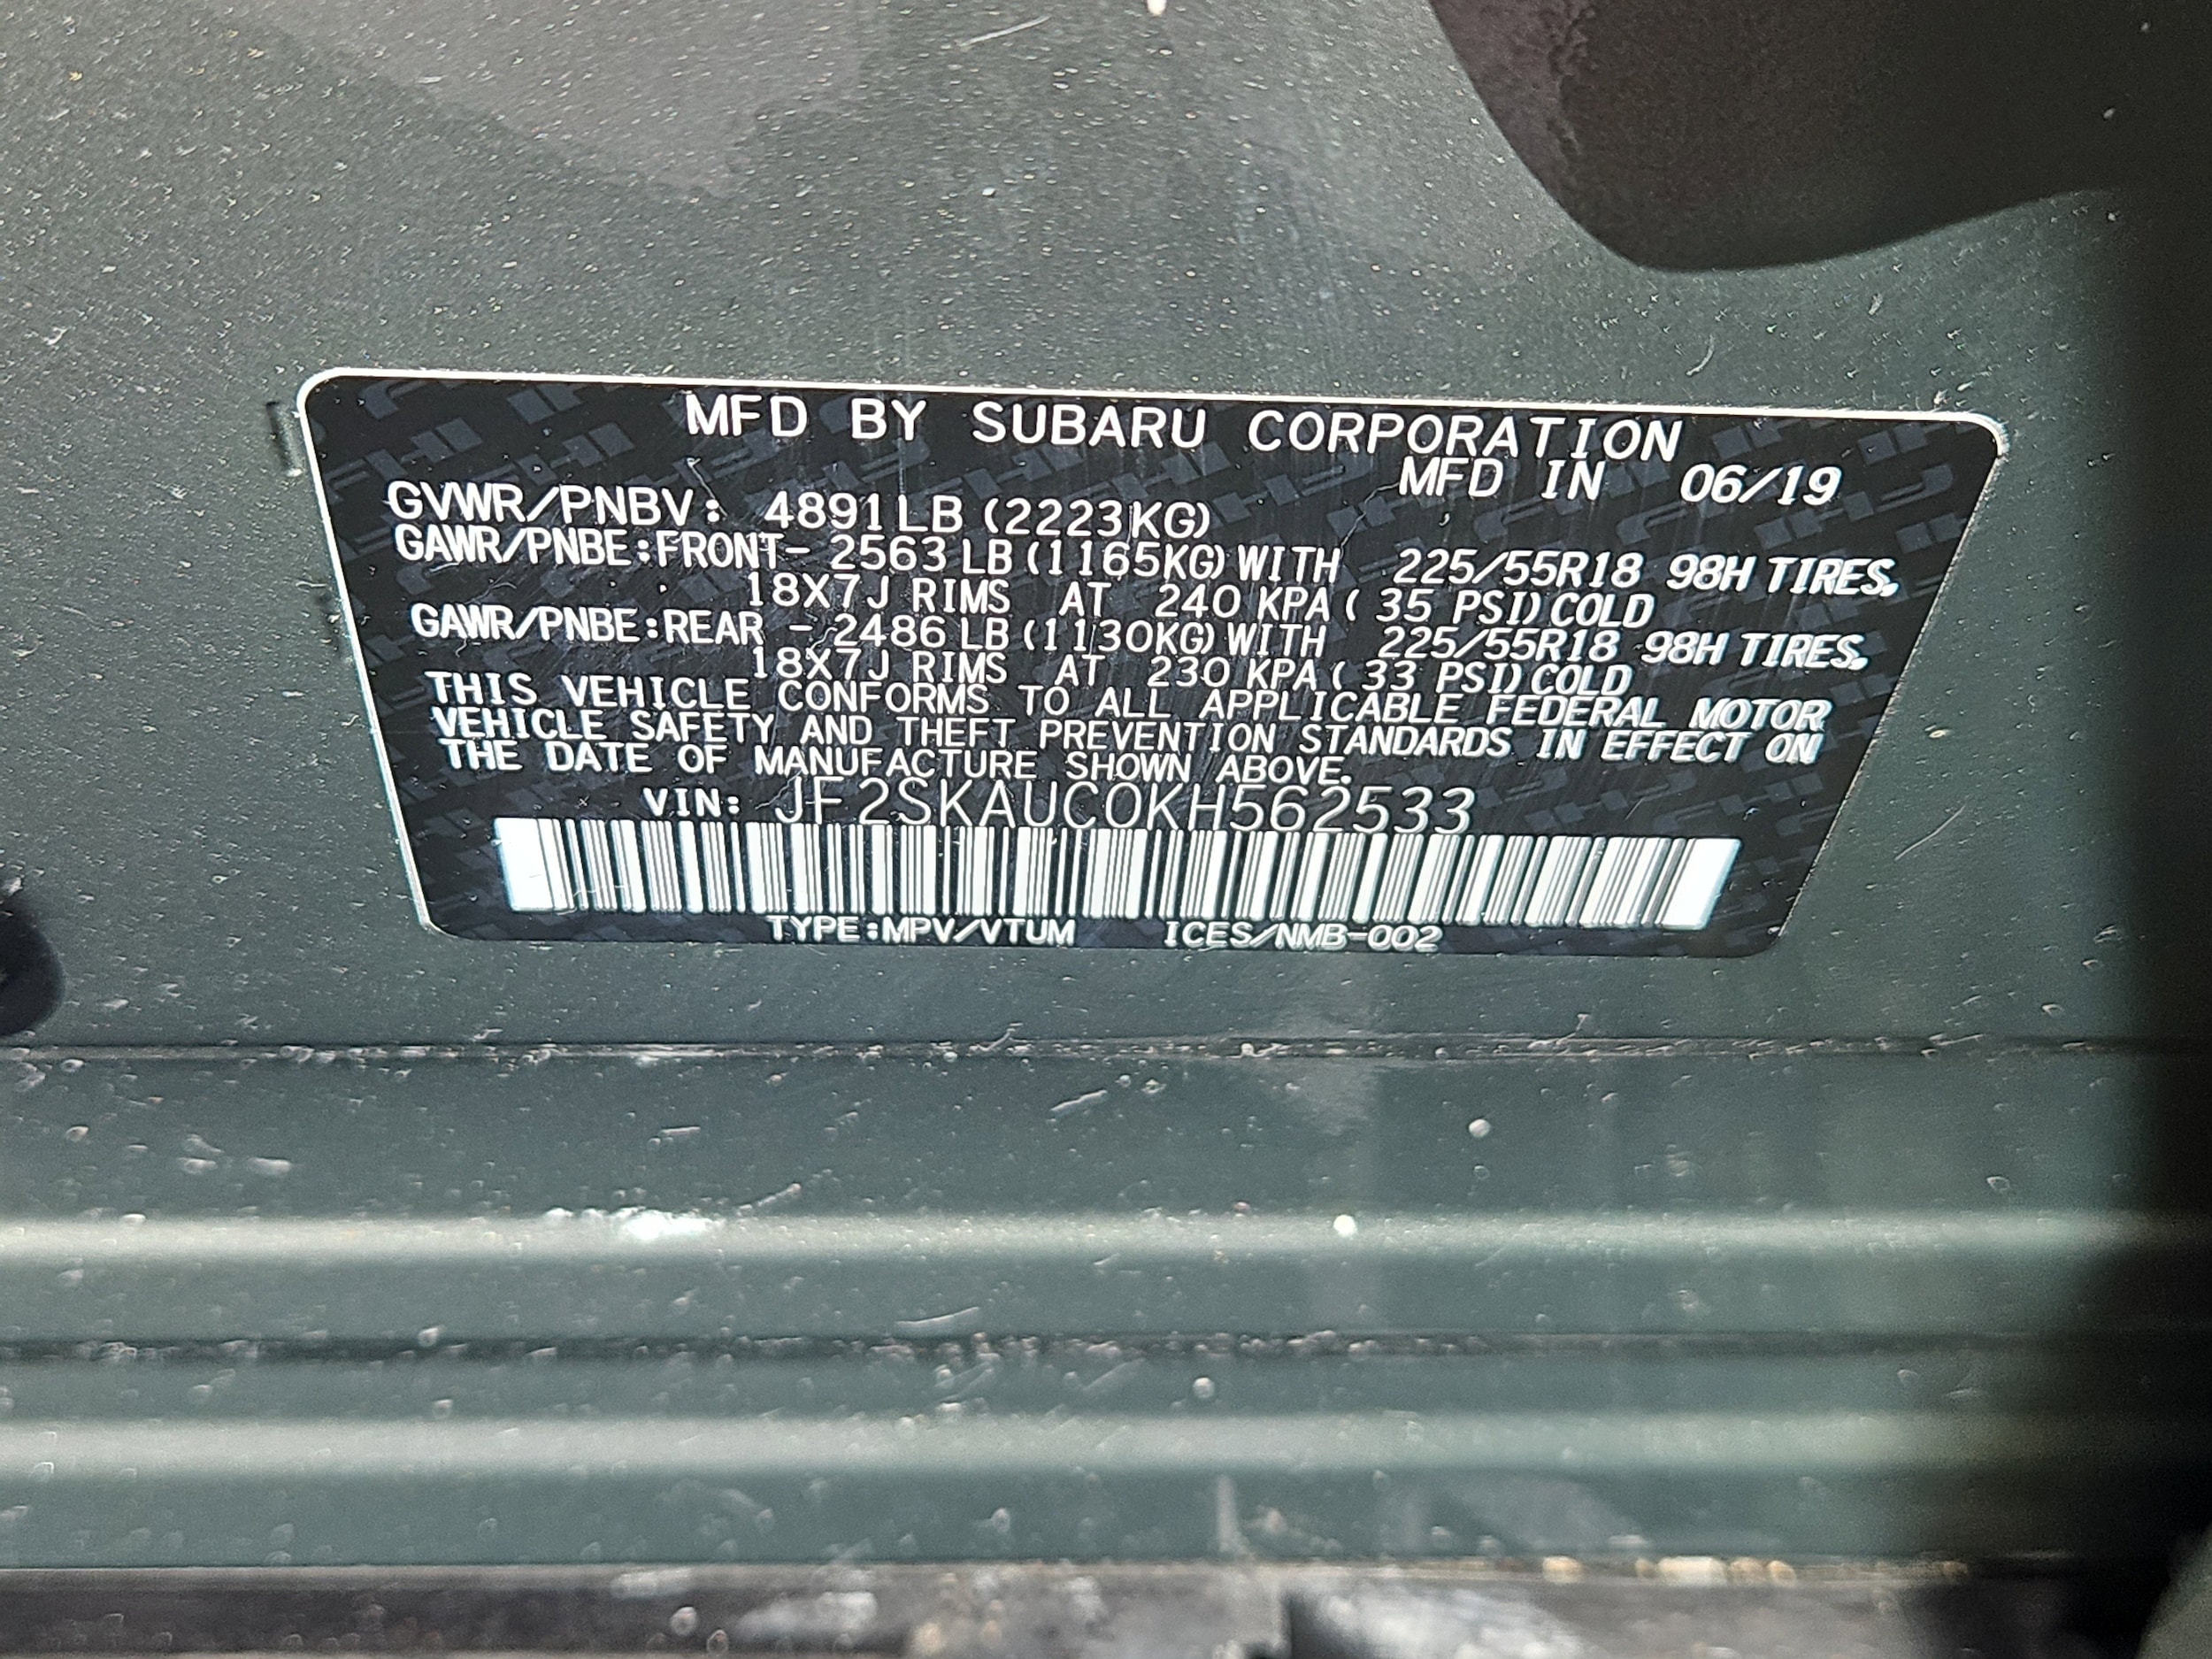 MFD BY SUBARU CORPORATION
MFD IN 06/19
GVWR/PNBV: 4891LB (2223KG)
GAWR/PNBE:FRONT- 2563 LB (1165KG) WITH 225/55R18 98H TIRES,
18X7J RIMS AT 240 KPA ( 35 PSI) COLD
GAWR/PNBE:REAR - 2486 LB (1130KG) WITH 225/55R18 98H TIRES,
18X7J RIMS AT 230 KPA ( 33 PSI) COLD
THIS VEHICLE CONFORMS TO ALL APPLICABLE FEDERAL MOTOR
VEHICLE SAFETY AND THEFT PREVENTION STANDARDS IN EFFECT ON
THE DATE OF MANUFACTURE SHOWN ABOVE.
VIN: JF2SKAUC0KH562533
TYPE:MPV/VTUM ICES/NMB-002